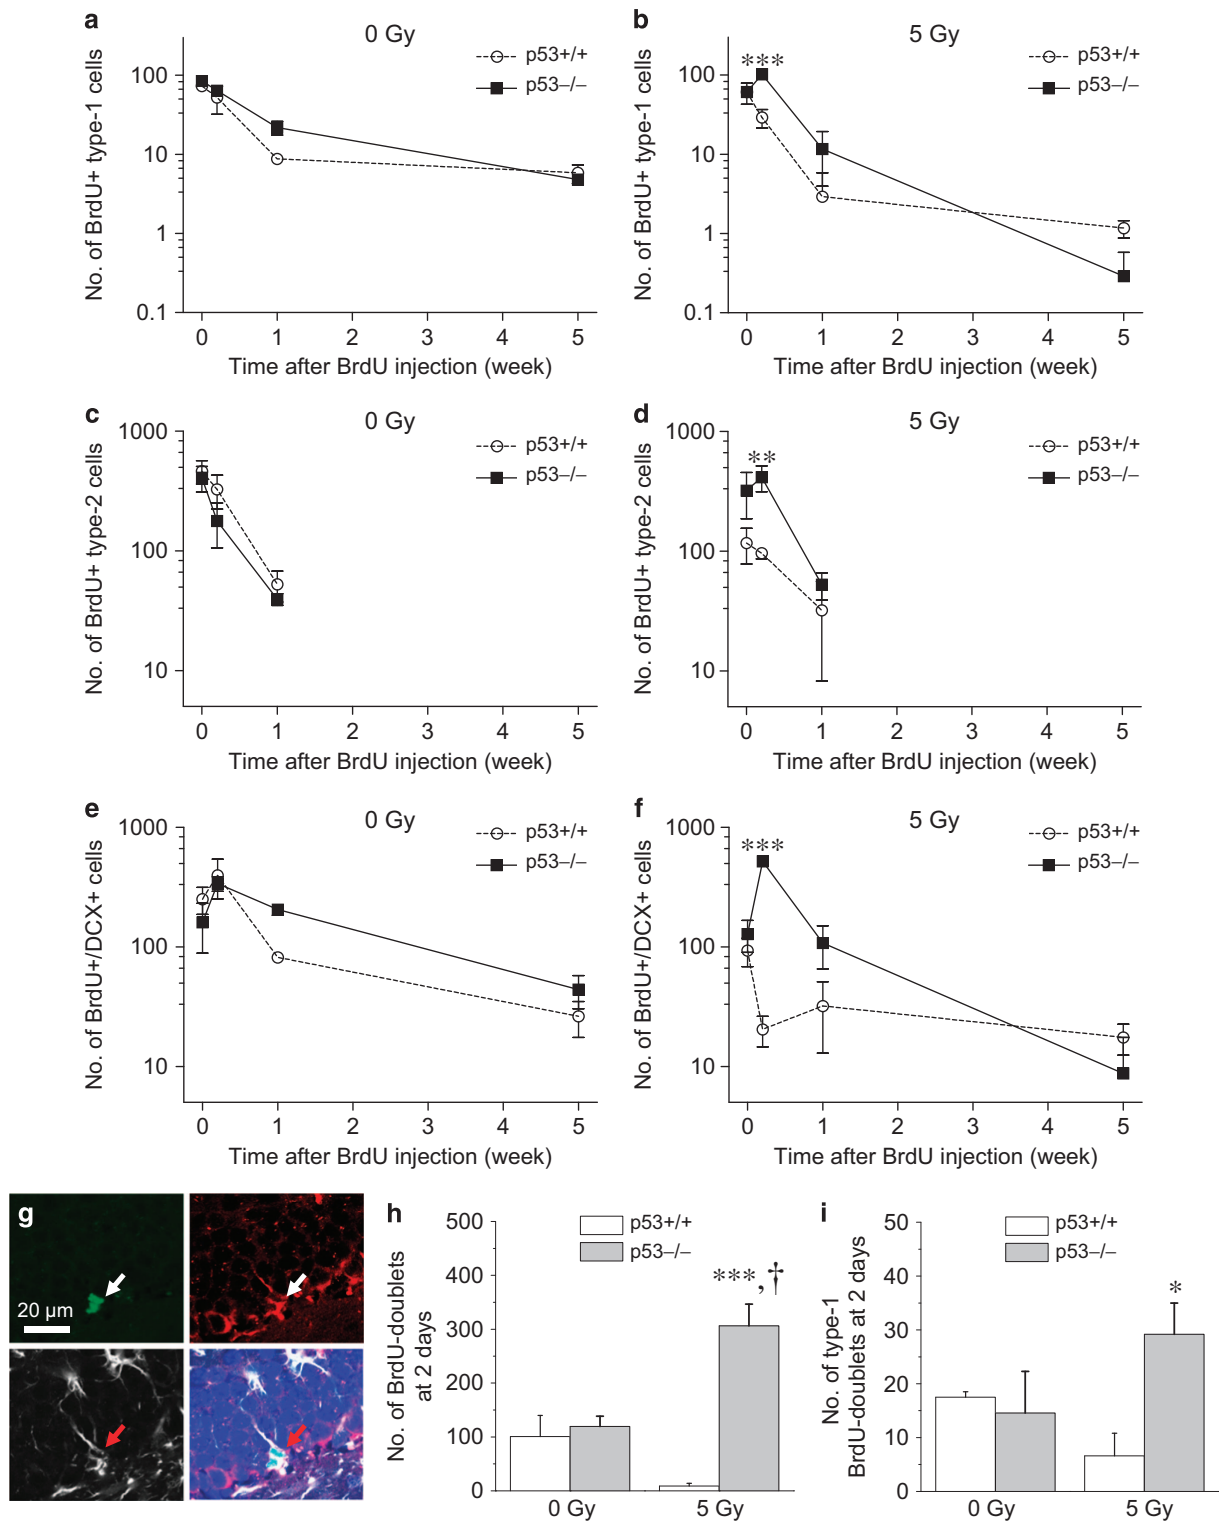 a
0 Gy
p53+/+
p53–/–
No. of BrdU+ type-1 cells
100
10
1
0.1
0 1 2 3 4 5
Time after BrdU injection (week)
b
5 Gy
***
p53+/+
p53–/–
No. of BrdU+ type-1 cells
100
10
1
0.1
0 1 2 3 4 5
Time after BrdU injection (week)
c
0 Gy
p53+/+
p53–/–
No. of BrdU+ type-2 cells
1000
100
10
0 1 2 3 4 5
Time after BrdU injection (week)
d
5 Gy
**
p53+/+
p53–/–
No. of BrdU+ type-2 cells
1000
100
10
0 1 2 3 4 5
Time after BrdU injection (week)
e
0 Gy
p53+/+
p53–/–
No. of BrdU+/DCX+ cells
1000
100
10
0 1 2 3 4 5
Time after BrdU injection (week)
f
5 Gy
***
p53+/+
p53–/–
No. of BrdU+/DCX+ cells
1000
100
10
0 1 2 3 4 5
Time after BrdU injection (week)
g
20 µm
h
p53+/+
p53–/–
***,†
No. of BrdU-doublets
at 2 days
500
400
300
200
100
0
0 Gy 5 Gy
i
p53+/+
p53–/–
*
No. of type-1
BrdU-doublets at 2 days
50
40
30
20
10
0
0 Gy 5 Gy